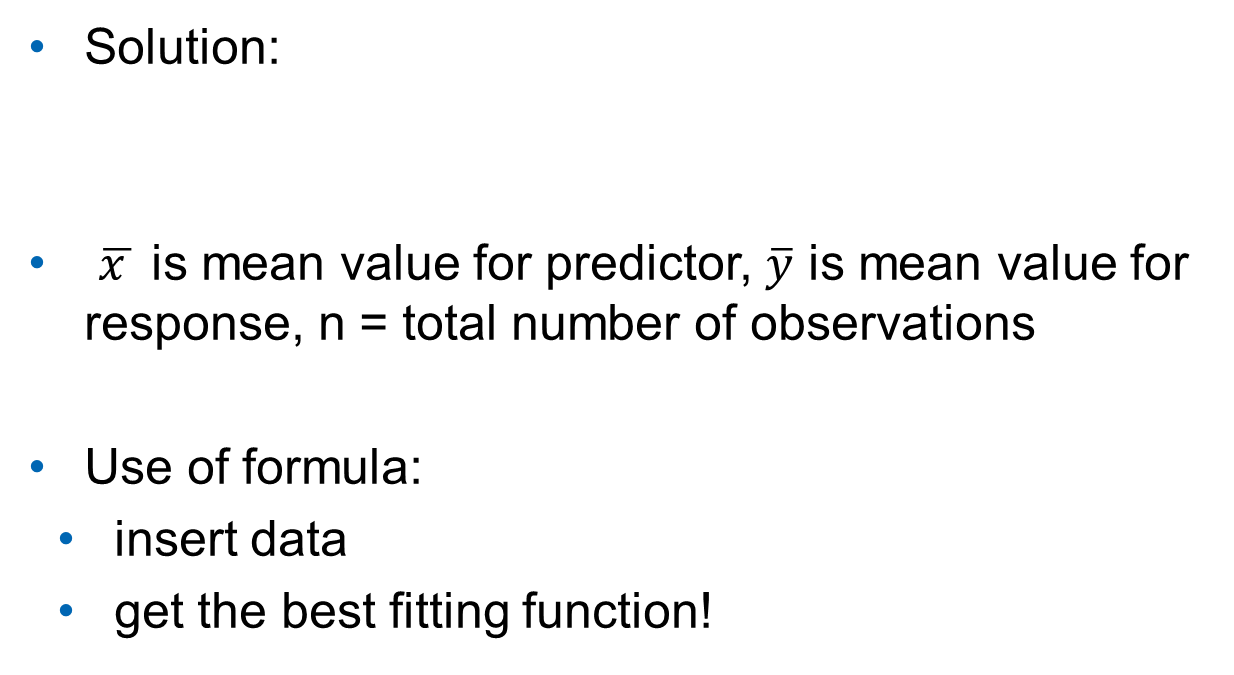 • Solution:
• x̅ is mean value for predictor, y̅ is mean value for
response, n = total number of observations
• Use of formula:
• insert data
• get the best fitting function!